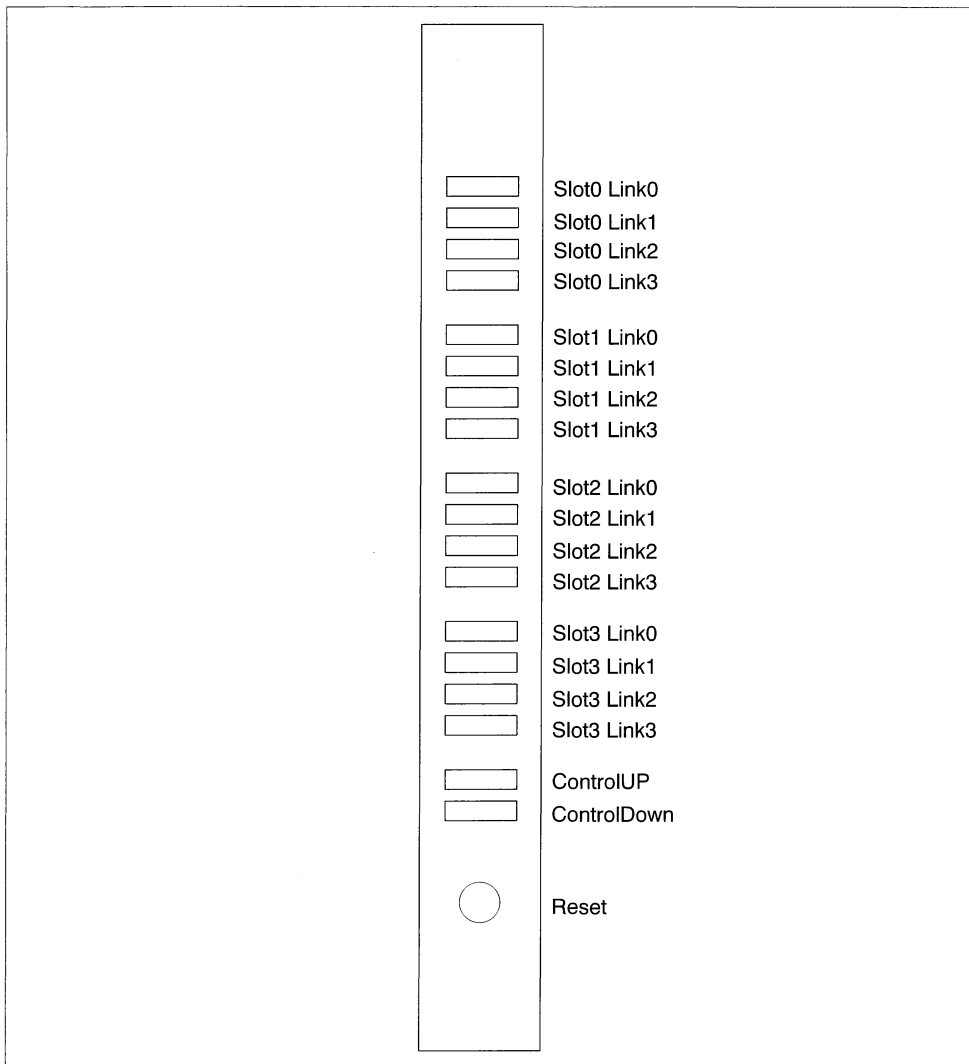 Slot0 Link0
Slot0 Link1
Slot0 Link2
Slot0 Link3
Slot1 Link0
Slot1 Link1
Slot1 Link2
Slot1 Link3
Slot2 Link0
Slot2 Link1
Slot2 Link2
Slot2 Link3
Slot3 Link0
Slot3 Link1
Slot3 Link2
Slot3 Link3
ControlUP
ControlDown
Reset